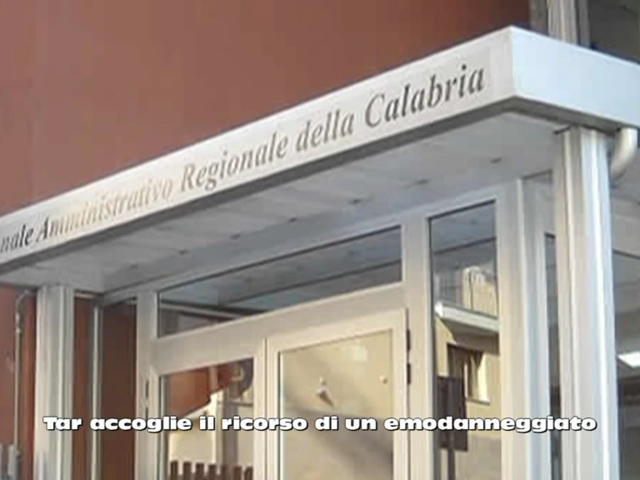 nale Amministrativo Regionale della Calabria
Tar accoglie il ricorso di un emodanneggiato